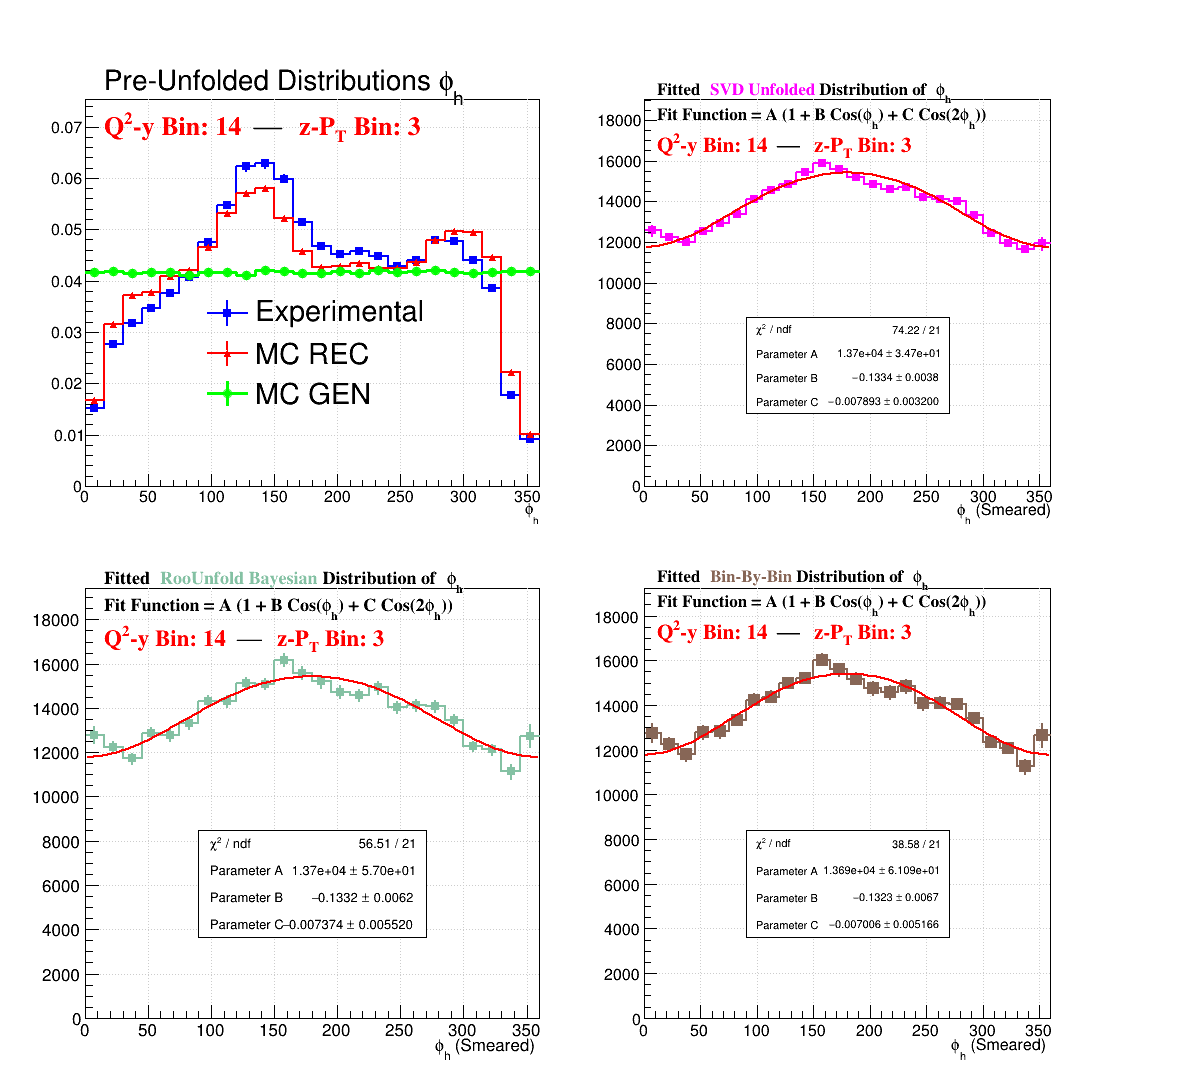 Pre-Unfolded Distributions ϕh
Q²-y Bin: 14 — z-PT Bin: 3
0.07
0.06
0.05
0.04
0.03
0.02
0.01
0
Experimental
MC REC
MC GEN
0 50 100 150 200 250 300 350
ϕh
Fitted SVD Unfolded Distribution of ϕh
Fit Function = A (1 + B Cos(ϕh) + C Cos(2ϕh))
Q²-y Bin: 14 — z-PT Bin: 3
18000
16000
14000
12000
10000
8000
6000
4000
2000
0
χ² / ndf 74.22 / 21
Parameter A 1.37e+04 ± 3.47e+01
Parameter B −0.1334 ± 0.0038
Parameter C −0.007893 ± 0.003200
0 50 100 150 200 250 300 350
ϕh (Smeared)
Fitted RooUnfold Bayesian Distribution of ϕh
Fit Function = A (1 + B Cos(ϕh) + C Cos(2ϕh))
Q²-y Bin: 14 — z-PT Bin: 3
18000
16000
14000
12000
10000
8000
6000
4000
2000
0
χ² / ndf 56.51 / 21
Parameter A 1.37e+04 ± 5.70e+01
Parameter B −0.1332 ± 0.0062
Parameter C −0.007374 ± 0.005520
0 50 100 150 200 250 300 350
ϕh (Smeared)
Fitted Bin-By-Bin Distribution of ϕh
Fit Function = A (1 + B Cos(ϕh) + C Cos(2ϕh))
Q²-y Bin: 14 — z-PT Bin: 3
18000
16000
14000
12000
10000
8000
6000
4000
2000
0
χ² / ndf 38.58 / 21
Parameter A 1.369e+04 ± 6.109e+01
Parameter B −0.1323 ± 0.0067
Parameter C −0.007006 ± 0.005166
0 50 100 150 200 250 300 350
ϕh (Smeared)